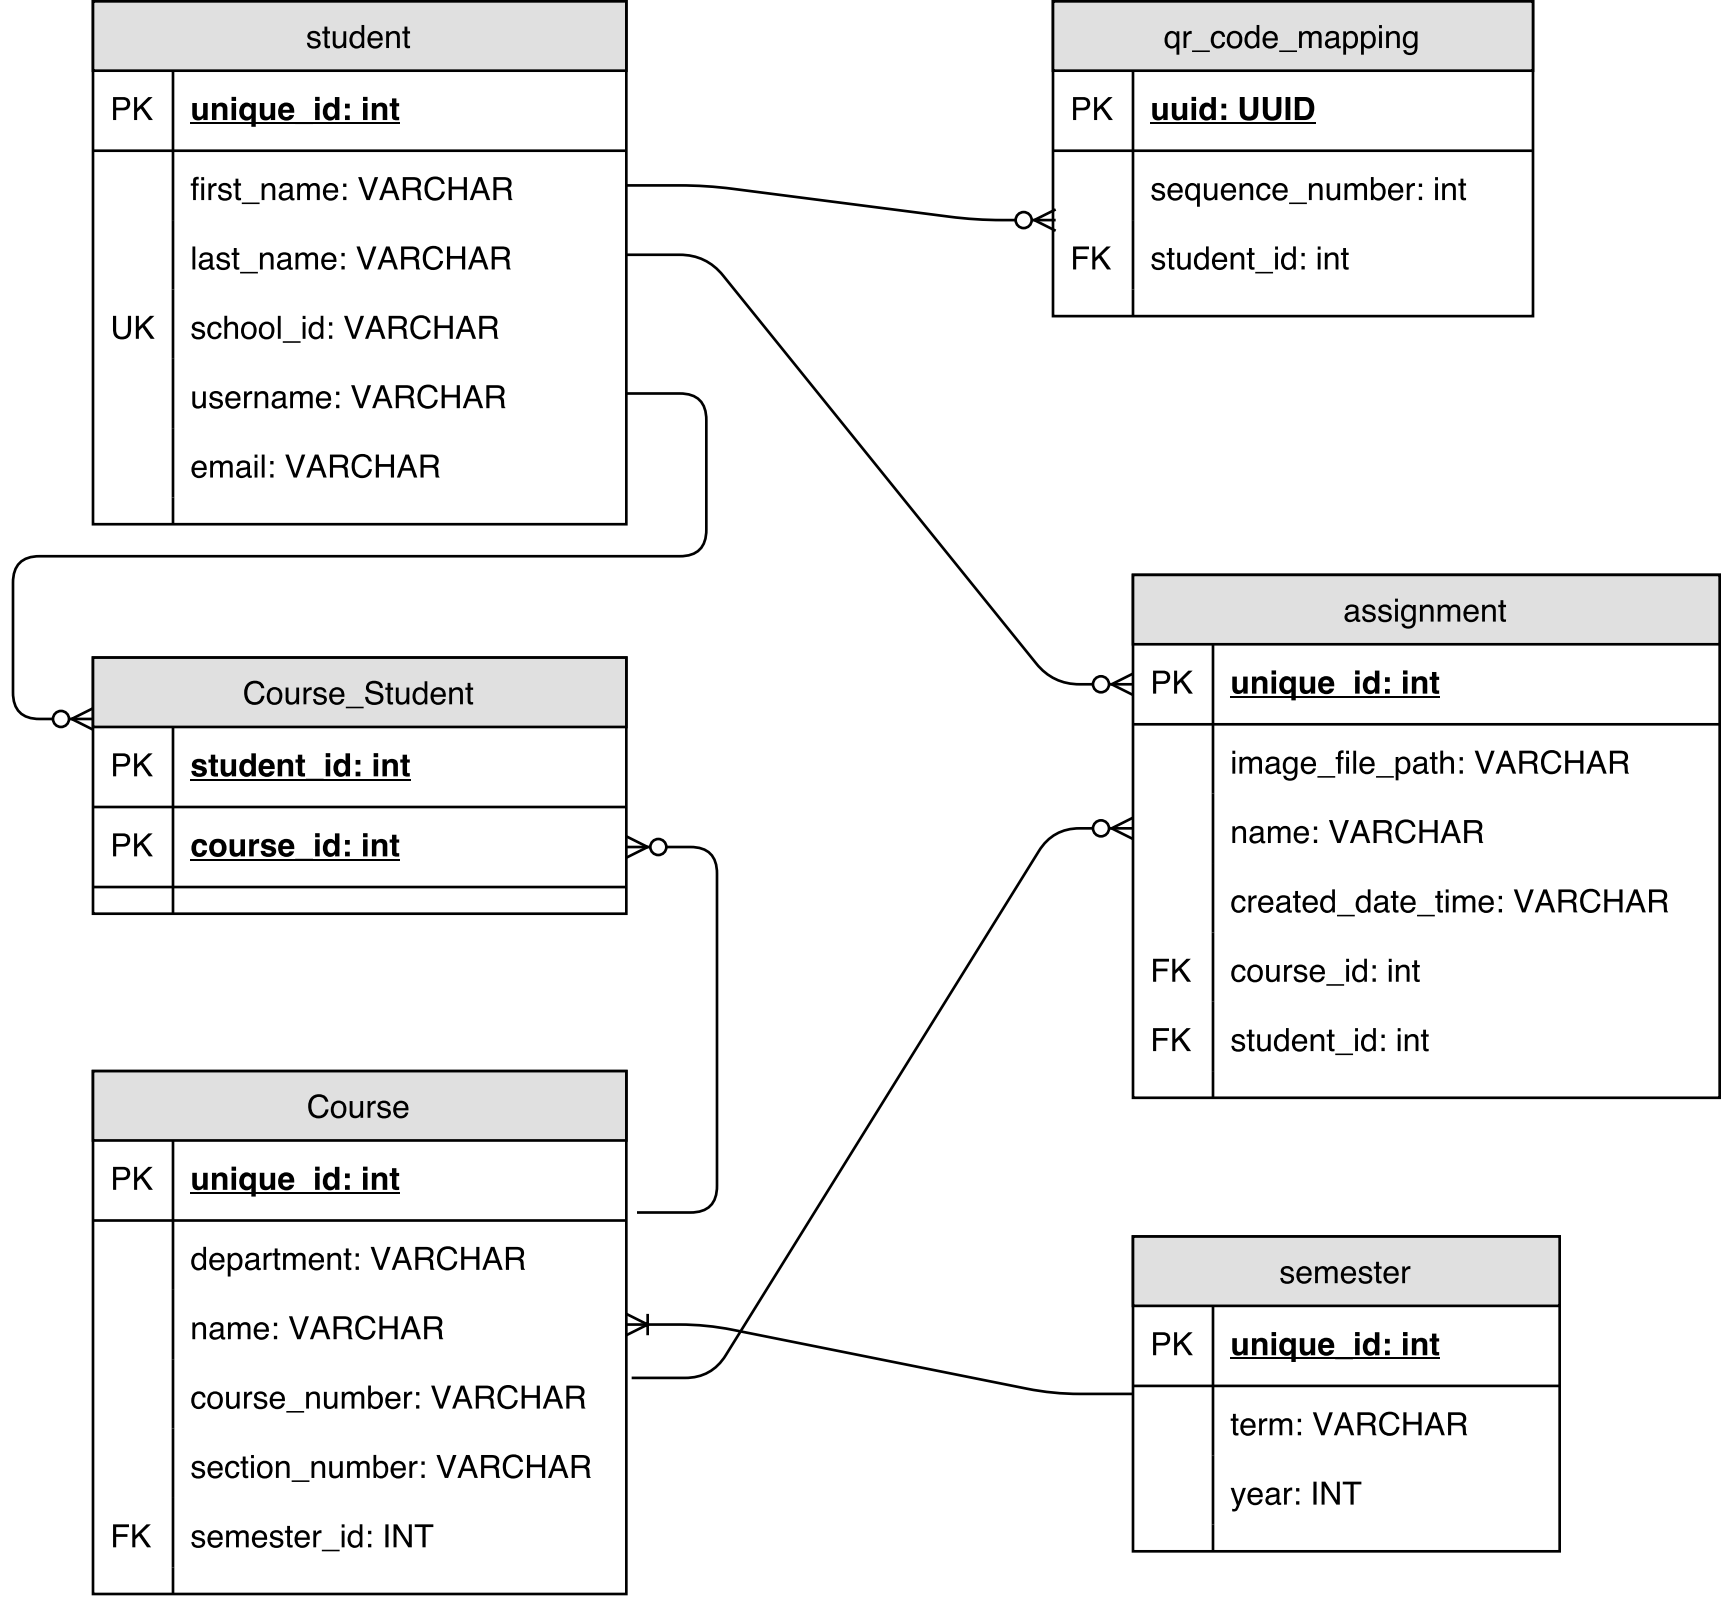 student
PK unique_id: int
first_name: VARCHAR
last_name: VARCHAR
UK school_id: VARCHAR
username: VARCHAR
email: VARCHAR
qr_code_mapping
PK uuid: UUID
sequence_number: int
FK student_id: int
Course_Student
PK student_id: int
PK course_id: int
assignment
PK unique_id: int
image_file_path: VARCHAR
name: VARCHAR
created_date_time: VARCHAR
FK course_id: int
FK student_id: int
Course
PK unique_id: int
department: VARCHAR
name: VARCHAR
course_number: VARCHAR
section_number: VARCHAR
FK semester_id: INT
semester
PK unique_id: int
term: VARCHAR
year: INT